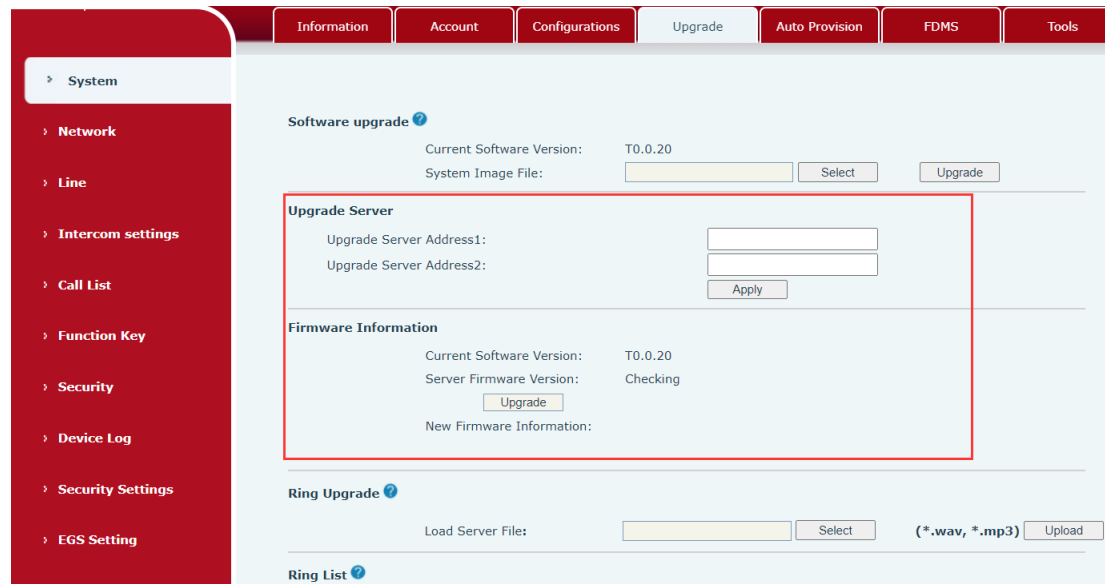 Information Account Configurations Upgrade Auto Provision FDMS Tools
System
Network
Line
Intercom settings
Call List
Function Key
Security
Device Log
Security Settings
EGS Setting
Software upgrade ?
Current Software Version: T0.0.20
System Image File: Select Upgrade
Upgrade Server
Upgrade Server Address1:
Upgrade Server Address2:
Apply
Firmware Information
Current Software Version: T0.0.20
Server Firmware Version: Checking
Upgrade
New Firmware Information:
Ring Upgrade ?
Load Server File: Select (*.wav, *.mp3) Upload
Ring List ?